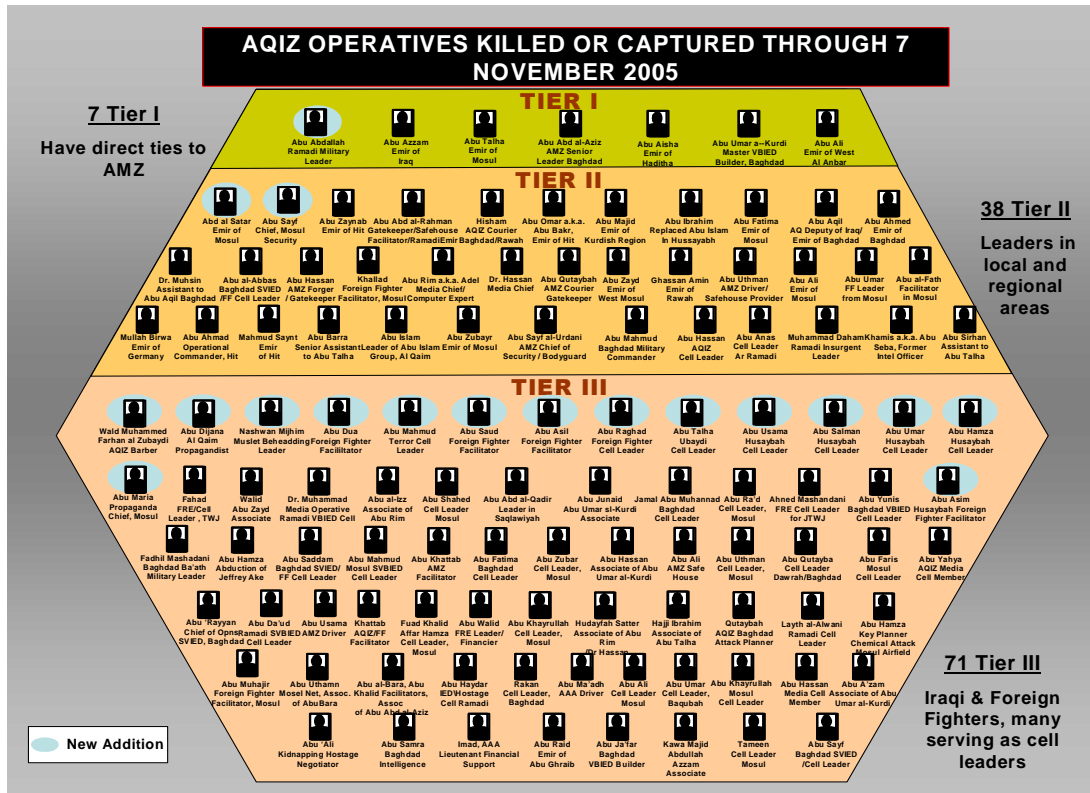 AQIZ OPERATIVES KILLED OR CAPTURED THROUGH 7
NOVEMBER 2005
7 Tier I
Have direct ties to
AMZ
TIER I
Abu Abdallah
Ramadi Military
Leader
Abu Azzam
Emir of
Iraq
Abu Talha
Emir of
Mosul
Abu Abd al-Aziz
AMZ Senior
Leader Baghdad
Abu Aisha
Emir of
Haditha
Abu Umar a--Kurdi
Master VBIED
Builder, Baghdad
Abu Ali
Emir of West
Al Anbar
TIER II
38 Tier II
Leaders in
local and
regional
areas
Abd al Satar
Emir of
Mosul
Abu Sayf
Chief, Mosul
Security
Abu Zaynab
Emir of Hit
Abu Abd al-Rahman
Gatekeeper/Safehouse
Facilitator/RamadiEmir
Hisham
AQIZ Courier
Baghdad/Rawah
Abu Omar a.k.a.
Abu Bakr,
Emir of Hit
Abu Majid
Emir of
Kurdish Region
Abu Ibrahim
Replaced Abu Islam
In Hussayabh
Abu Fatima
Emir of
Mosul
Abu Aqil
AQ Deputy of Iraq/
Emir of Baghdad
Abu Ahmed
Emir of
Baghdad
Dr. Muhsin
Assistant to
Abu Aqil Baghdad
Abu al-Abbas
Baghdad SVIED
/FF Cell Leader
Abu Hassan
AMZ Forger
/ Gatekeeper
Khallad
Foreign Fighter
Facilitator, Mosul
Abu Rim a.k.a. Adel
Media Chief/
Computer Expert
Dr. Hassan
Media Chief
Abu Qutaybah
AMZ Courier
Gatekeeper
Abu Zayd
Emir of
West Mosul
Ghassan Amin
Emir of
Rawah
Abu Uthman
AMZ Driver/
Safehouse Provider
Abu Ali
Emir of
Mosul
Abu Umar
FF Leader
from Mosul
Abu al-Fath
Facilitator
in Mosul
Mullah Birwa
Emir of
Germany
Abu Ahmad
Operational
Commander, Hit
Mahmud Saynt
Emir
of Hit
Abu Barra
Senior Assistant
to Abu Talha
Abu Islam
Leader of Abu Islam
Group, Al Qaim
Abu Zubayr
Emir of Mosul
Abu Sayf al-Urdani
AMZ Chief of
Security / Bodyguard
Abu Mahmud
Baghdad Military
Commander
Abu Hassan
AQIZ
Cell Leader
Abu Anas
Cell Leader
Ar Ramadi
Muhammad Daham
Ramadi Insurgent
Leader
Khamis a.k.a. Abu
Seba, Former
Intel Officer
Abu Sirhan
Assistant to
Abu Talha
TIER III
Wald Muhammed
Farhan al Zubaydi
AQIZ Barber
Abu Dijana
Al Qaim
Propagandist
Nashwan Mijhim
Muslet Beheadding
Leader
Abu Dua
Foreign Fighter
Facililtator
Abu Mahmud
Terror Cell
Leader
Abu Saud
Foreign Fighter
Facilitator
Abu Asil
Foreign Fighter
Facilitator
Abu Raghad
Foreign Fighter
Cell Leader
Abu Talha
Ubaydi
Cell Leader
Abu Usama
Husaybah
Cell Leader
Abu Salman
Husaybah
Cell Leader
Abu Umar
Husaybah
Cell Leader
Abu Hamza
Husaybah
Cell Leader
Abu Maria
Propaganda
Chief, Mosul
Fahad
FRE/Cell
Leader , TWJ
Walid
Abu Zayd
Associate
Dr. Muhammad
Media Operative
Ramadi VBIED Cell
Abu al-Izz
Associate of
Abu Rim
Abu Shahed
Cell Leader
Mosul
Abu Abd al-Qadir
Leader in
Saqlawiyah
Abu Junaid
Abu Umar sl-Kurdi
Associate
Jamal Abu Muhannad
Baghdad
Cell Leader
Abu Ra'd
Cell Leader,
Mosul
Ahned Mashandani
FRE Cell Leader
for JTWJ
Abu Yunis
Baghdad VBIED
Cell Leader
Abu Asim
Husaybah Foreign
Fighter Facilitator
Fadhil Mashadani
Baghdad Ba'ath
Military Leader
Abu Hamza
Abduction of
Jeffrey Ake
Abu Saddam
Baghdad SVIED/
FF Cell Leader
Abu Mahmud
Mosul SVBIED
Cell Leader
Abu Khattab
AMZ
Facilitator
Abu Fatima
Baghdad
Cell Leader
Abu Zubar
Cell Leader,
Mosul
Abu Hassan
Associate of Abu
Umar al-Kurdi
Abu Ali
AMZ Safe
House
Abu Uthman
Cell Leader,
Mosul
Abu Qutayba
Cell Leader
Dawrah/Baghdad
Abu Faris
Mosul
Cell Leader
Abu Yahya
AQIZ Media
Cell Member
Abu 'Rayyan
Chief of Opns
SVIED, Baghdad
Abu Da'ud
Ramadi SVBIED
Cell Leader
Abu Usama
AMZ Driver
Khattab
AQIZ/FF
Facilitator
Fuad Khalid
Affar Hamza
Cell Leader,
Mosul
Abu Walid
FRE Leader/
Financier
Abu Khayrullah
Cell Leader,
Mosul
Hudayfah Satter
Associate of Abu
Rim
/Dr Hassan
Hajji Ibrahim
Associate of
Abu Talha
Qutaybah
AQIZ Baghdad
Attack Planner
Layth al-Alwani
Ramadi Cell
Leader
Abu Hamza
Key Planner
Chemical Attack
Mosul Airfield
Abu Muhajir
Foreign Fighter
Facilitator, Mosul
Abu Uthamn
Mosel Net, Assoc.
of AbuBara
Abu al-Bara, Abu
Khalid Facilitators,
Assoc
of Abu Abd al-Aziz
Abu Haydar
IED\Hostage
Cell Ramadi
Rakan
Cell Leader,
Baghdad
Abu Ma'adh
AAA Driver
Abu Ali
Cell Leader
Mosul
Abu Umar
Cell Leader,
Baqubah
Abu Khayrullah
Mosul
Cell Leader
Abu Hassan
Media Cell
Member
Abu A'zam
Associate of Abu
Umar al-Kurdi
Abu 'Ali
Kidnapping Hostage
Negotiator
Abu Samra
Baghdad
Intelligence
Imad, AAA
Lieutenant Financial
Support
Abu Raid
Emir of
Abu Ghraib
Abu Ja'far
Baghdad
VBIED Builder
Kawa Majid
Abdullah
Azzam
Associate
Tameen
Cell Leader
Mosul
Abu Sayf
Baghdad SVIED
/Cell Leader
71 Tier III
Iraqi & Foreign
Fighters, many
serving as cell
leaders
New Addition